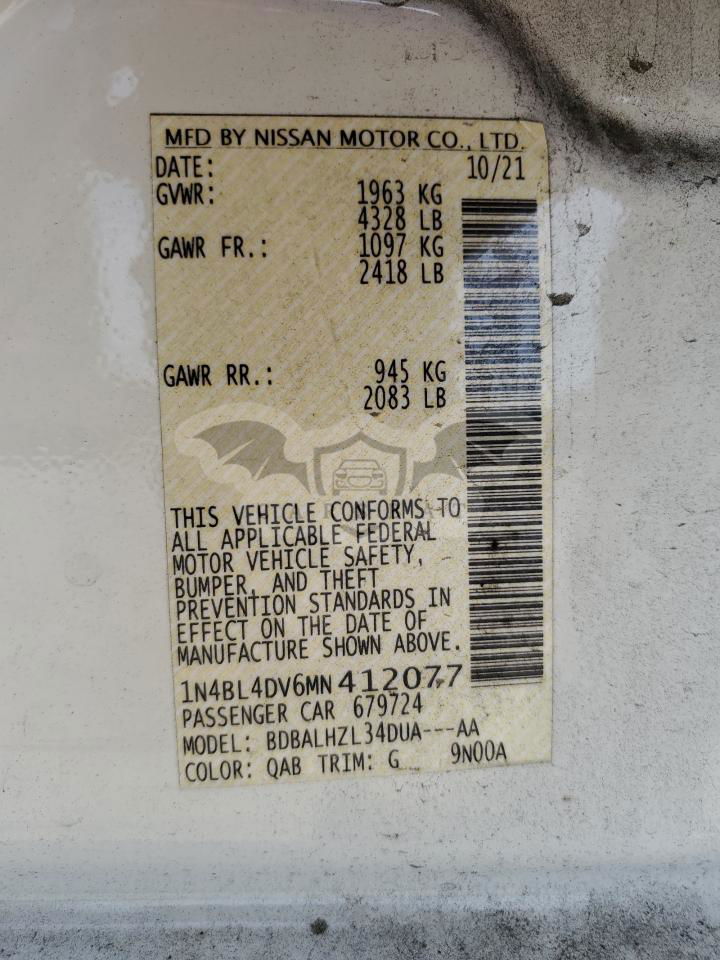 MFD BY NISSAN MOTOR CO., LTD.
DATE: 10/21
GVWR: 1963 KG
4328 LB
GAWR FR.: 1097 KG
2418 LB
GAWR RR.: 945 KG
2083 LB
THIS VEHICLE CONFORMS TO
ALL APPLICABLE FEDERAL
MOTOR VEHICLE SAFETY,
BUMPER, AND THEFT
PREVENTION STANDARDS IN
EFFECT ON THE DATE OF
MANUFACTURE SHOWN ABOVE.
1N4BL4DV6MN412077
PASSENGER CAR 679724
MODEL: BDBALHZL34DUA---AA
COLOR: QAB TRIM: G 9N00A